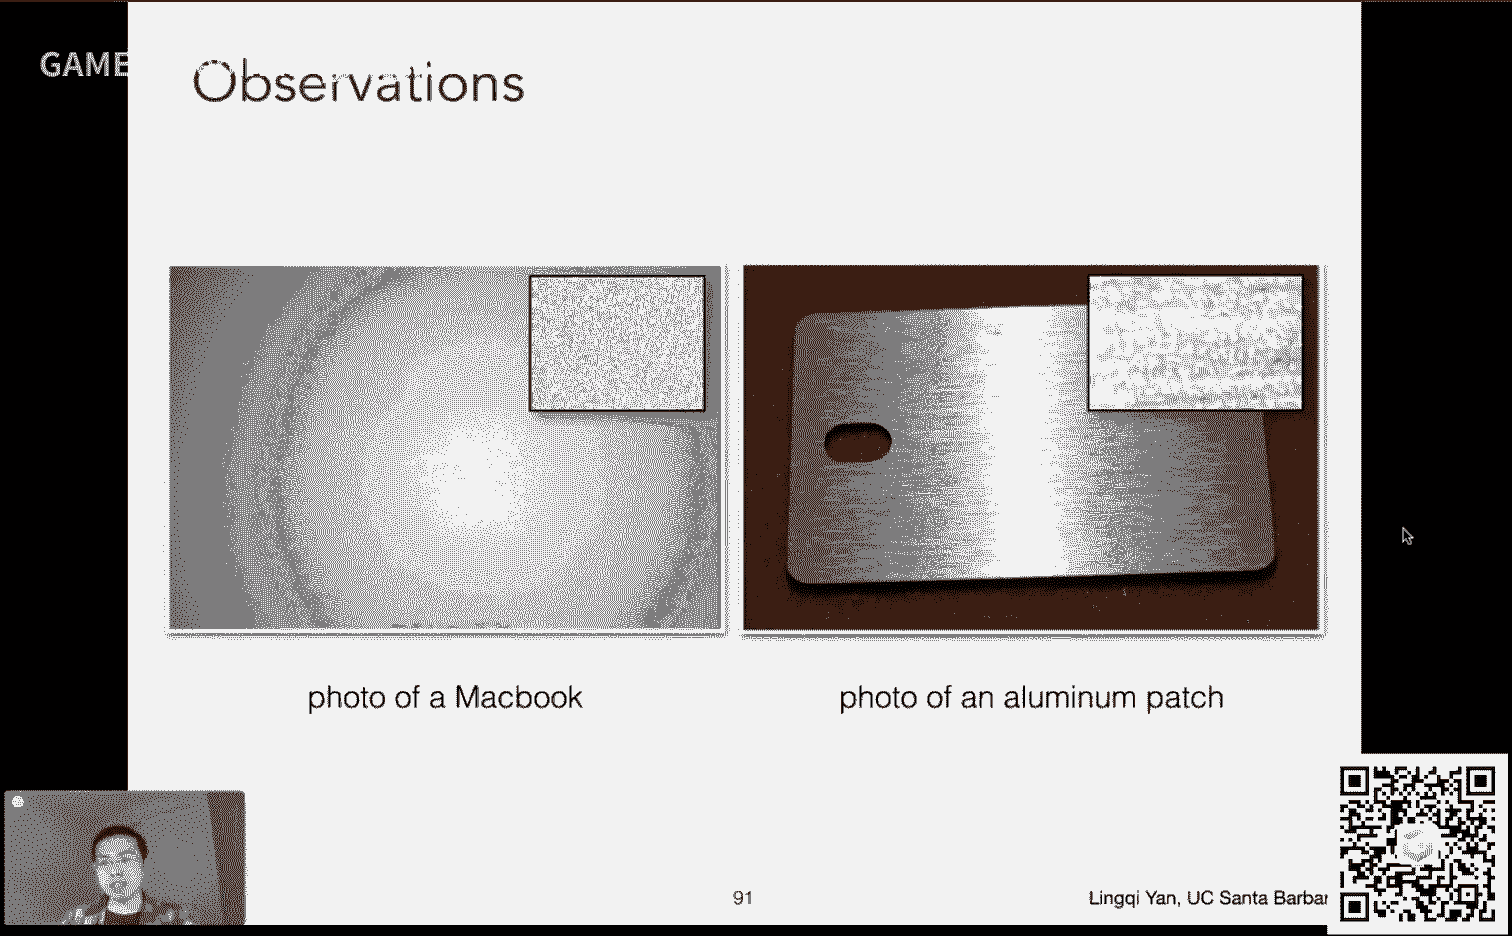 GAME
Observations
photo of a Macbook
photo of an aluminum patch
91
Lingqi Yan, UC Santa Barbar